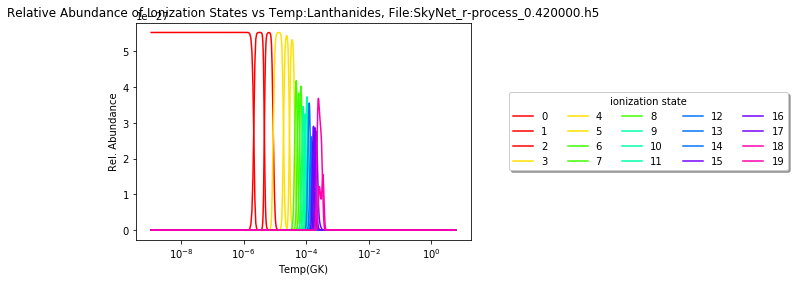 Relative Abundance of Ionization States vs Temp:Lanthanides, File:SkyNet_r-process_0.420000.h5
1e-27
5
4
3
2
1
0
Rel. Abundance
10^-8
10^-6
10^-4
10^-2
10^0
Temp(GK)
ionization state
0 4 8 12 16
1 5 9 13 17
2 6 10 14 18
3 7 11 15 19